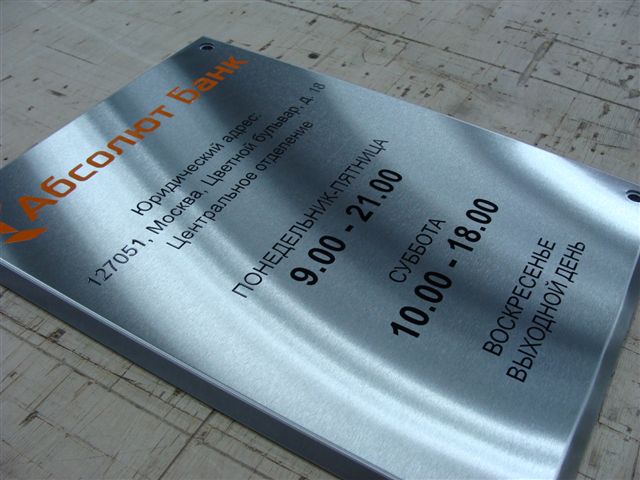 Абсолют Банк
Юридический адрес:
127051, Москва, Цветной бульвар, д. 18
Центральное отделение
ПОНЕДЕЛЬНИК-ПЯТНИЦА
9.00 - 21.00
СУББОТА
10.00 - 18.00
ВОСКРЕСЕНЬЕ
ВЫХОДНОЙ ДЕНЬ